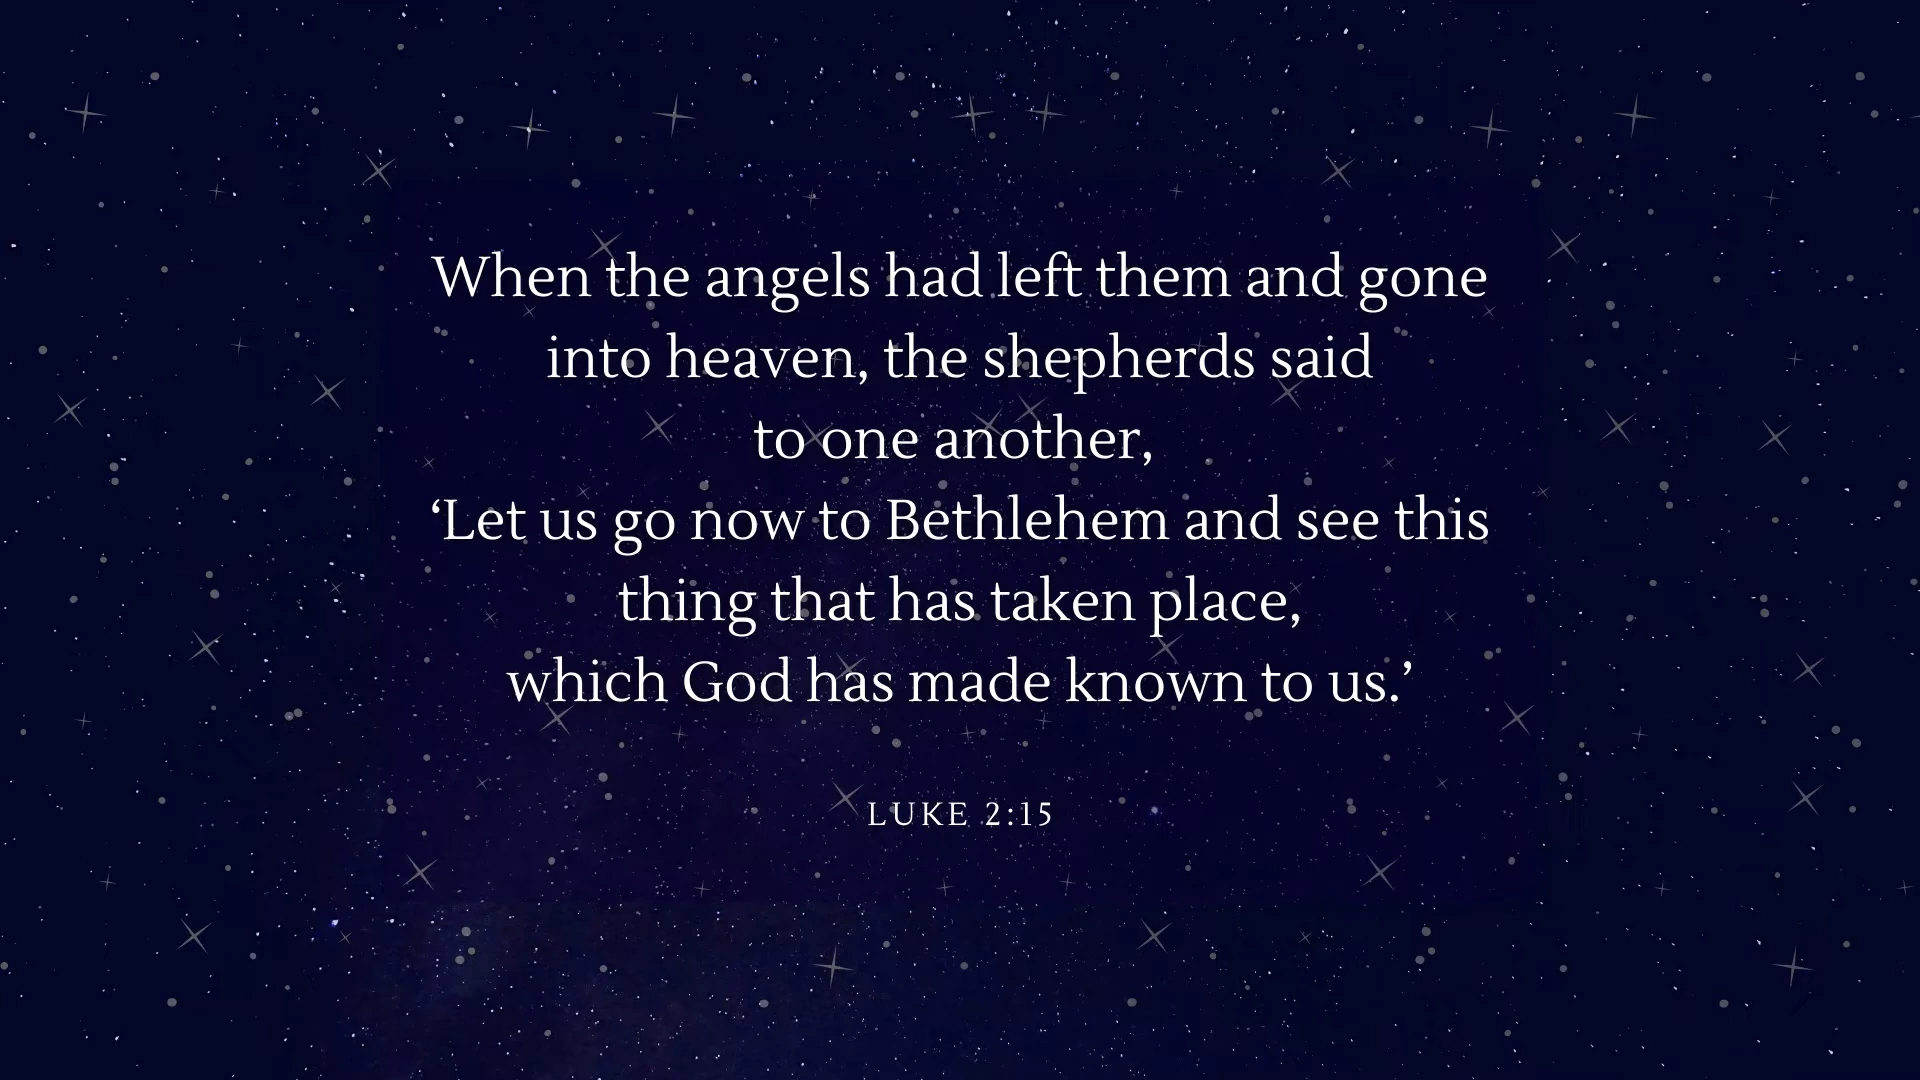 When the angels had left them and gone
into heaven, the shepherds said
to one another,
‘Let us go now to Bethlehem and see this
thing that has taken place,
which God has made known to us.’
LUKE 2:15